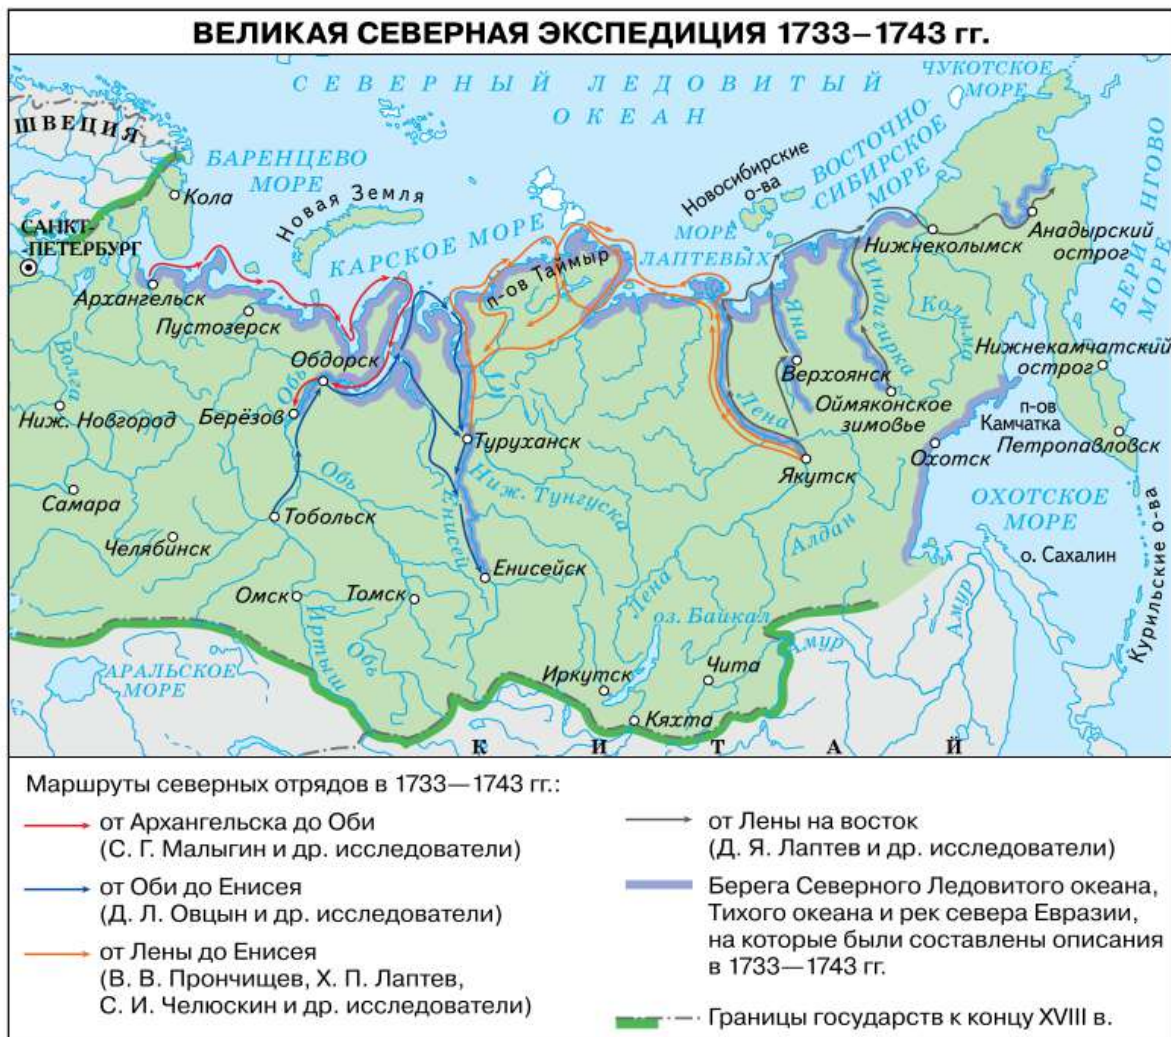 ВЕЛИКАЯ СЕВЕРНАЯ ЭКСПЕДИЦИЯ 1733–1743 гг.
СЕВЕРНЫЙ ЛЕДОВИТЫЙ
ОКЕАН
ЧУКОТСКОЕ
МОРЕ
ШВЕЦИЯ
БАРЕНЦЕВО
МОРЕ
Кола
Новая Земля
КАРСКОЕ МОРЕ
п-ов Таймыр
Новосибирские
о-ва
МОРЕ
ЛАПТЕВЫХ
ВОСТОЧНО-
СИБИРСКОЕ
МОРЕ
БЕРИНГОВО
МОРЕ
САНКТ-
-ПЕТЕРБУРГ
Нижнеколымск
Анадырский
острог
Архангельск
Пустозерск
Обдорск
Обь
Берёзов
Волга
Ниж. Новгород
Туруханск
Яна
Индигирка
Колыма
Верхоянск
Оймяконское
зимовье
Нижнекамчатский
острог
п-ов
Камчатка
Петропавловск
Лена
Якутск
Охотск
Самара
Обь
Ниж. Тунгуска
Тобольск
Енисей
Челябинск
Алдан
ОХОТСКОЕ
МОРЕ
о. Сахалин
Курильские о-ва
Енисейск
Омск
Томск
Лена
Амур
оз. Байкал
Иртыш
Обь
АРАЛЬСКОЕ
МОРЕ
Иркутск
Чита
Амур
Кяхта
КИТАЙ
Маршруты северных отрядов в 1733—1743 гг.:
от Архангельска до Оби
(С. Г. Малыгин и др. исследователи)
от Оби до Енисея
(Д. Л. Овцын и др. исследователи)
от Лены до Енисея
(В. В. Прончищев, Х. П. Лаптев,
С. И. Челюскин и др. исследователи)
от Лены на восток
(Д. Я. Лаптев и др. исследователи)
Берега Северного Ледовитого океана,
Тихого океана и рек севера Евразии,
на которые были составлены описания
в 1733—1743 гг.
Границы государств к концу XVIII в.